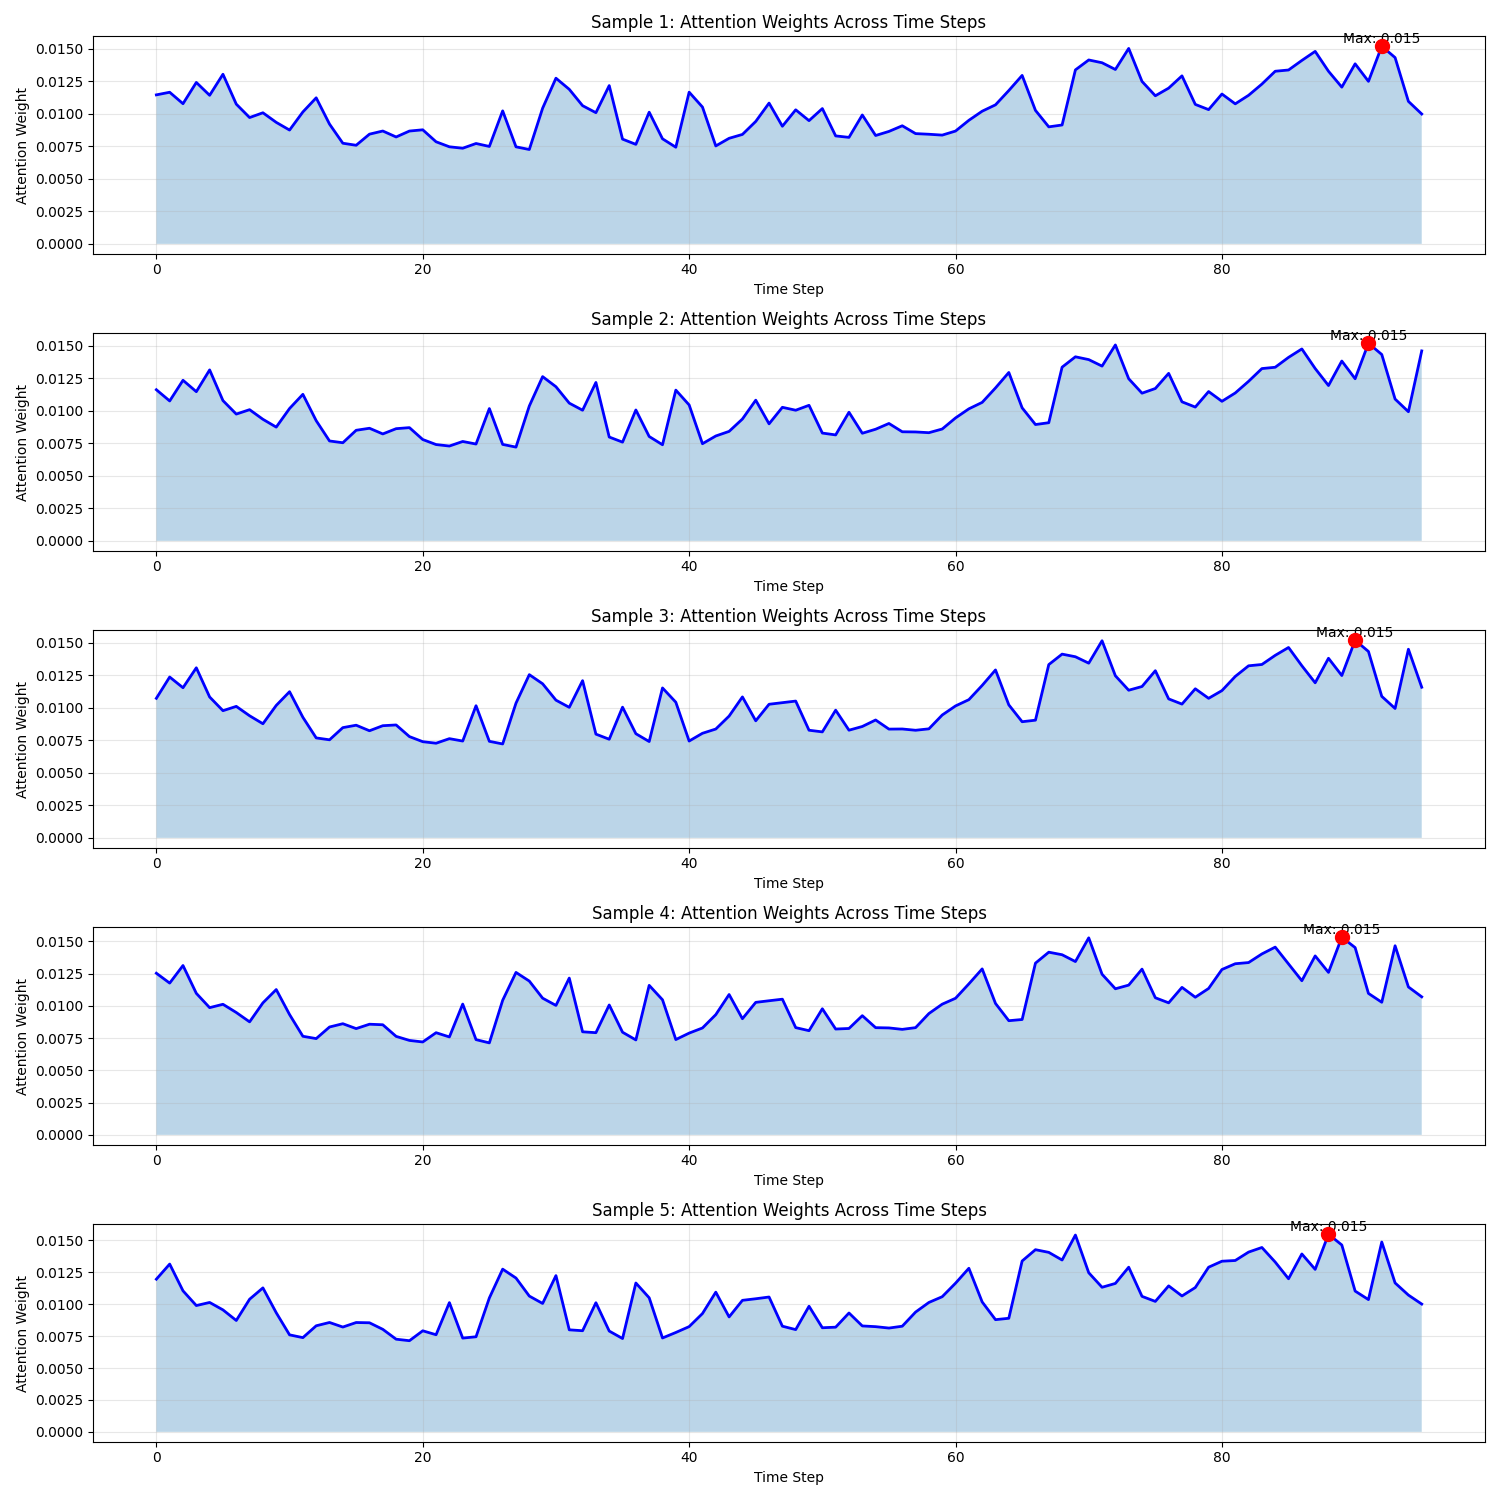 Sample 1: Attention Weights Across Time Steps
Max: 0.015
0.0150
0.0125
0.0100
0.0075
0.0050
0.0025
0.0000
Attention Weight
0 20 40 60 80
Time Step
Sample 2: Attention Weights Across Time Steps
Max: 0.015
0.0150
0.0125
0.0100
0.0075
0.0050
0.0025
0.0000
Attention Weight
0 20 40 60 80
Time Step
Sample 3: Attention Weights Across Time Steps
Max: 0.015
0.0150
0.0125
0.0100
0.0075
0.0050
0.0025
0.0000
Attention Weight
0 20 40 60 80
Time Step
Sample 4: Attention Weights Across Time Steps
Max: 0.015
0.0150
0.0125
0.0100
0.0075
0.0050
0.0025
0.0000
Attention Weight
0 20 40 60 80
Time Step
Sample 5: Attention Weights Across Time Steps
Max: 0.015
0.0150
0.0125
0.0100
0.0075
0.0050
0.0025
0.0000
Attention Weight
0 20 40 60 80
Time Step